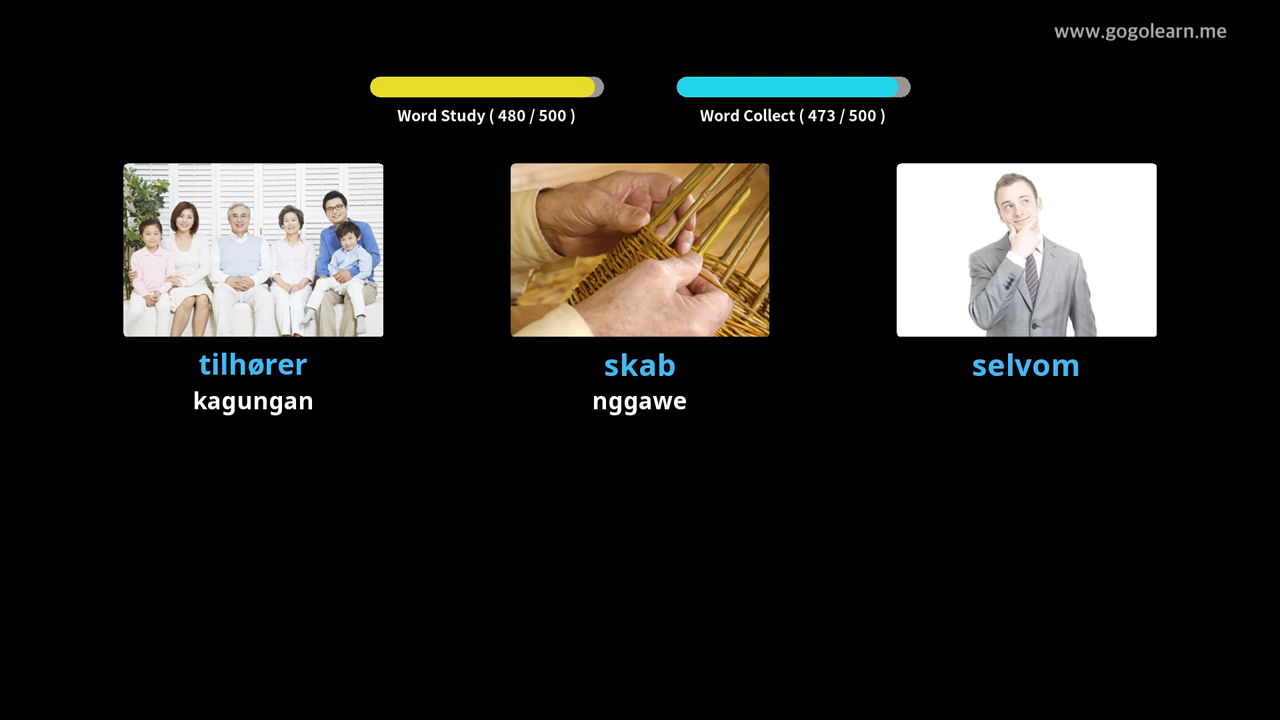 www.gogolearn.me
Word Study ( 480 / 500 )
Word Collect ( 473 / 500 )
tilhører
kagungan
skab
nggawe
selvom